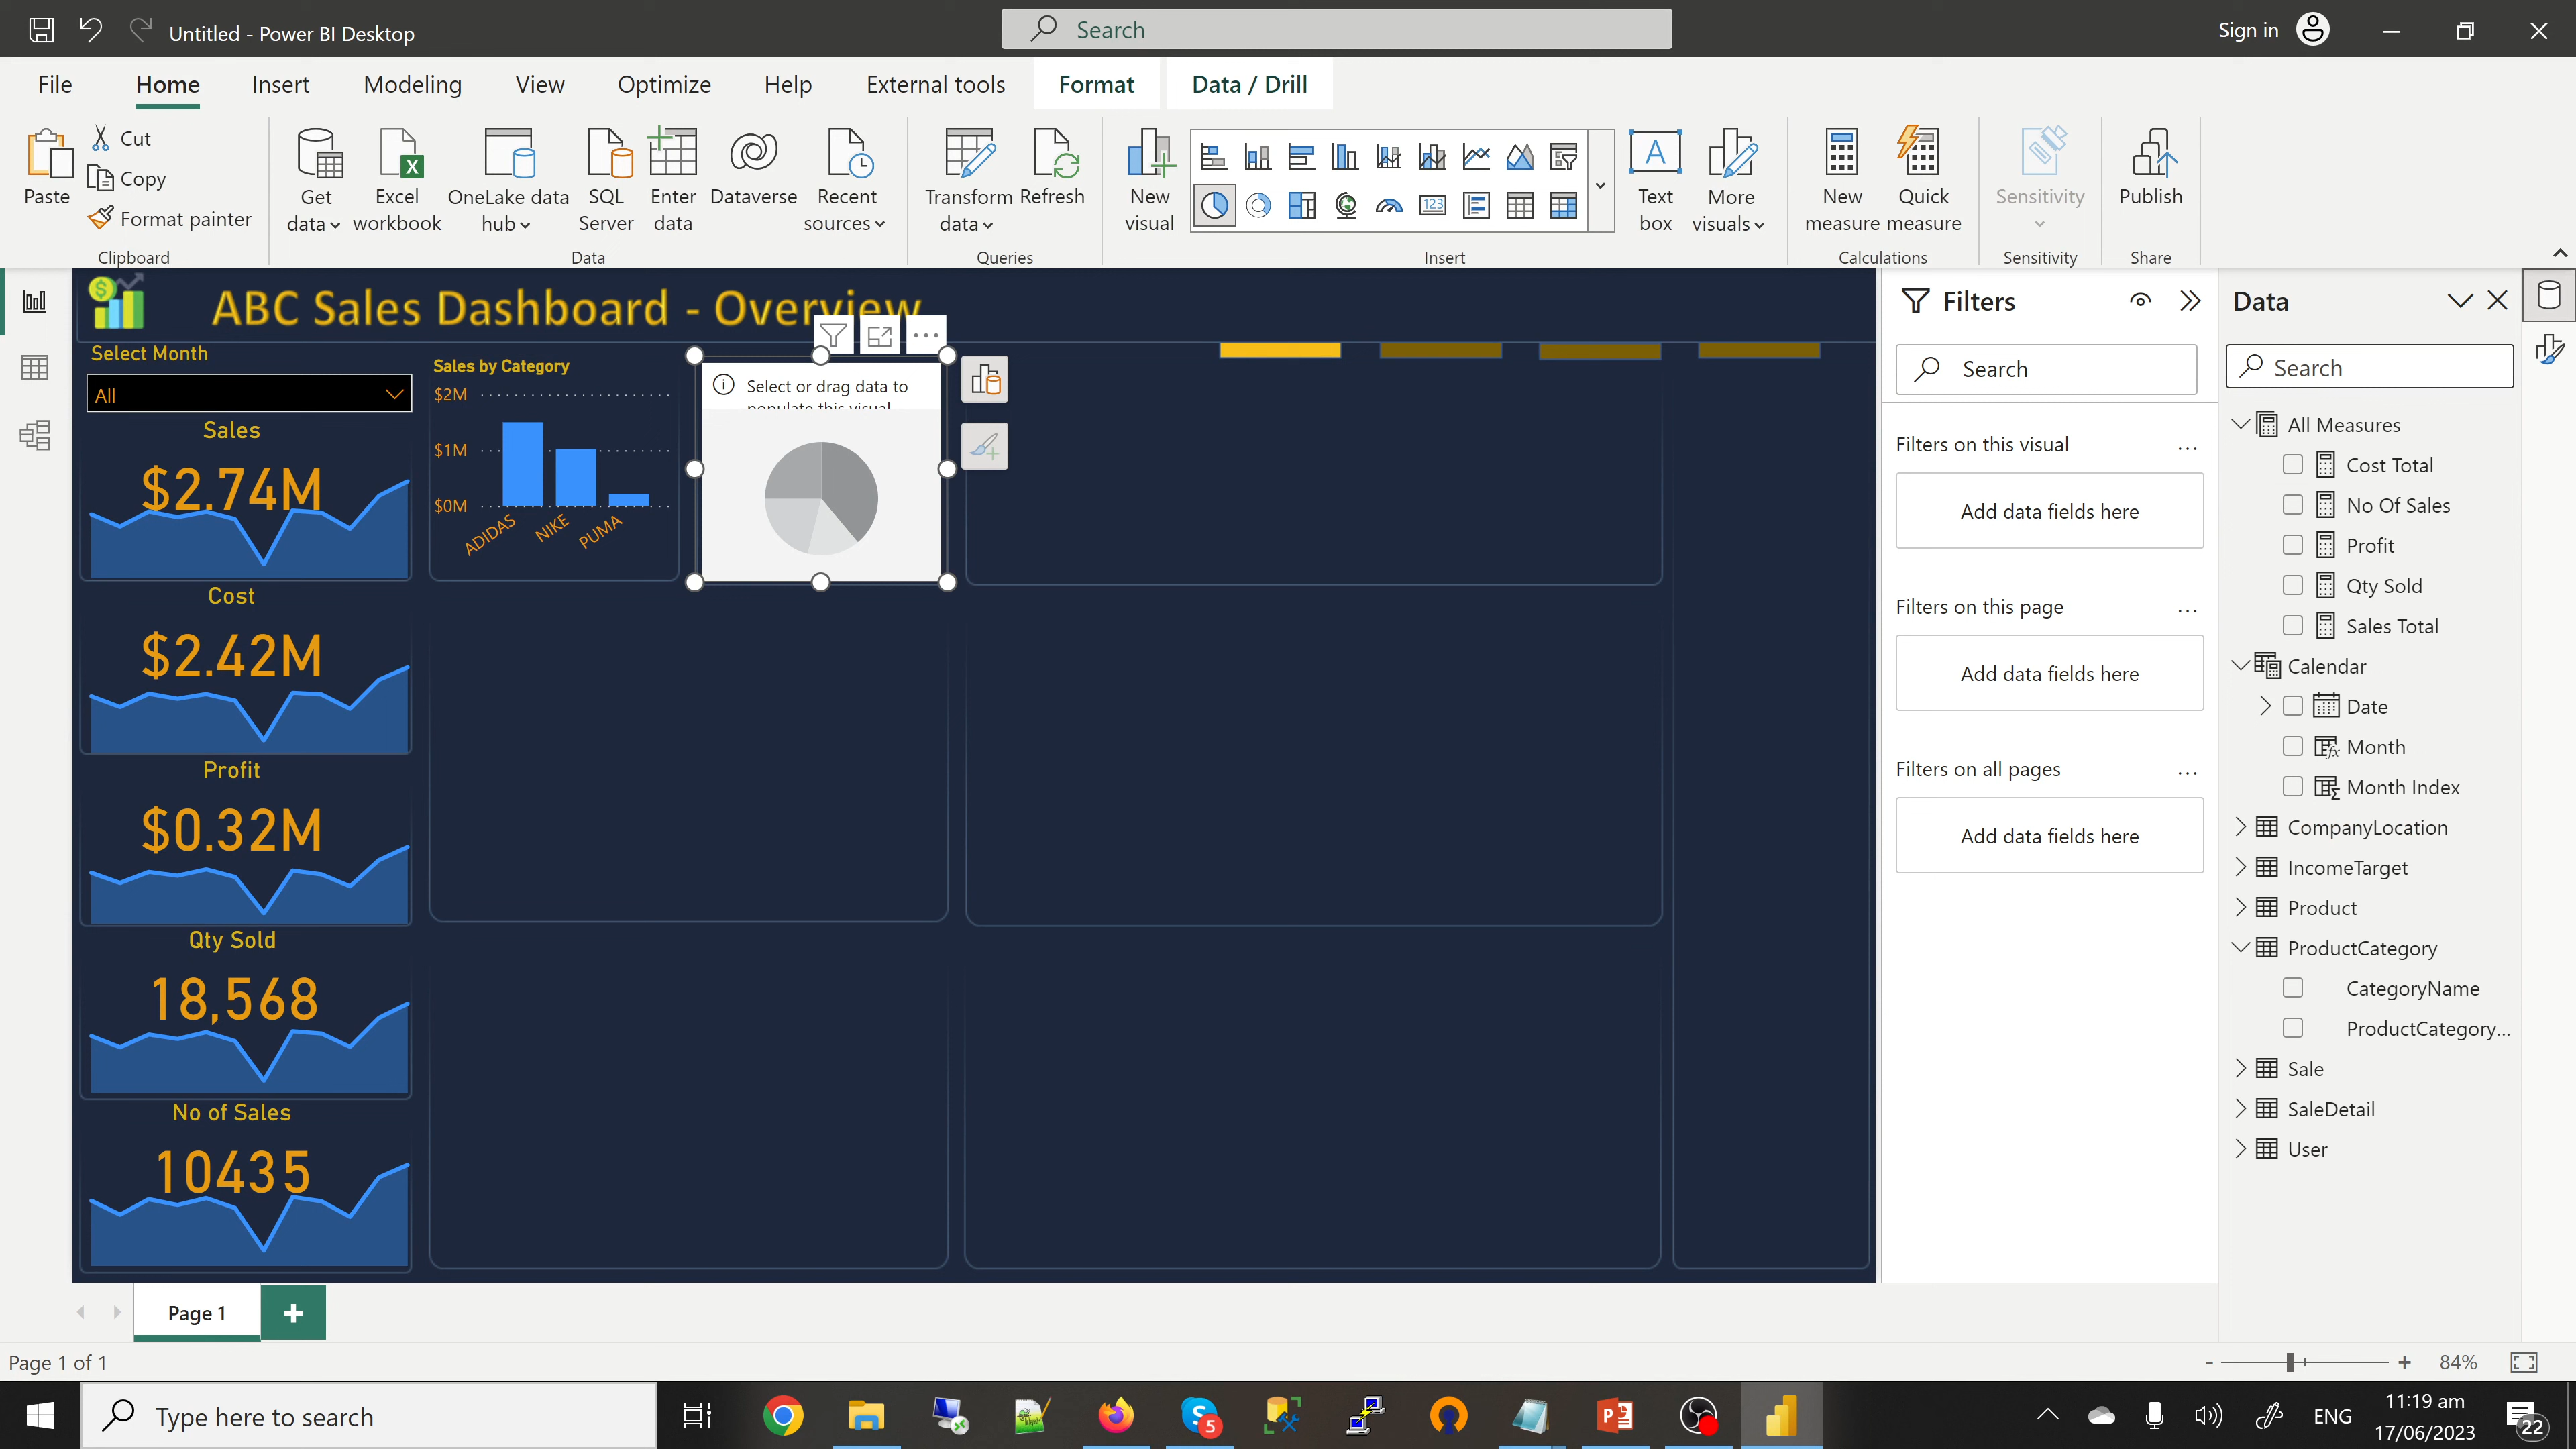 Untitled - Power BI Desktop
Search
Sign in
File Home Insert Modeling View Optimize Help External tools Format Data / Drill
Paste
Cut
Copy
Format painter
Clipboard
Get data
Excel workbook
OneLake data hub
SQL Server
Enter data
Dataverse
Recent sources
Data
Transform data
Refresh
Queries
New visual
123
Insert
A
Text box
More visuals
New measure
Quick measure
Calculations
Sensitivity
Sensitivity
Publish
Share
ABC Sales Dashboard - Overview
Select Month
All
Sales
$2.74M
Cost
$2.42M
Profit
$0.32M
Qty Sold
18,568
No of Sales
10435
Sales by Category
$2M
$1M
$0M
ADIDAS NIKE PUMA
Select or drag data to
populate this visual
Filters
Search
Filters on this visual
Add data fields here
Filters on this page
Add data fields here
Filters on all pages
Add data fields here
Data
Search
All Measures
Cost Total
No Of Sales
Profit
Qty Sold
Sales Total
Calendar
Date
Month
Month Index
CompanyLocation
IncomeTarget
Product
ProductCategory
CategoryName
ProductCategory...
Sale
SaleDetail
User
Page 1
Page 1 of 1
- + 84%
Type here to search
5
ENG
11:19 am
17/06/2023
22